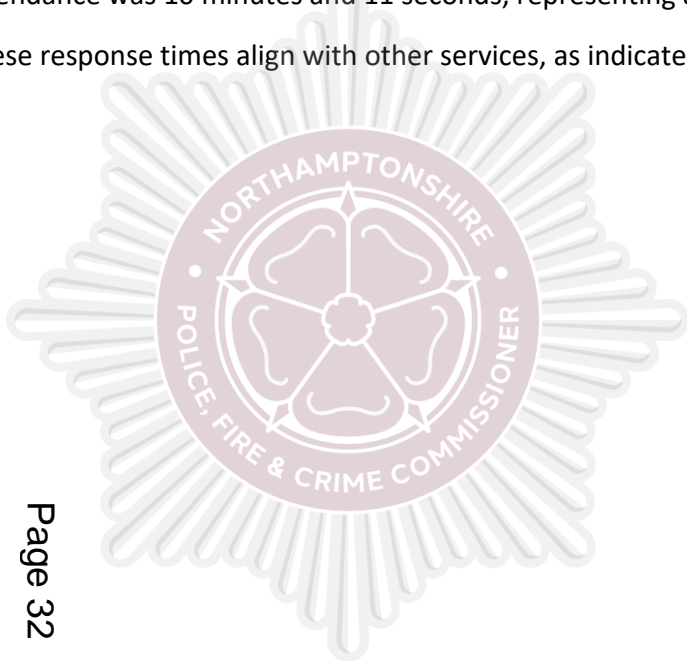 endance was 10 minutes and 11 seconds, representing
ese response times align with other services, as indicate
NORTHAMPTONSHIRE
POLICE, FIRE & CRIME COMMISSIONER
Page 32